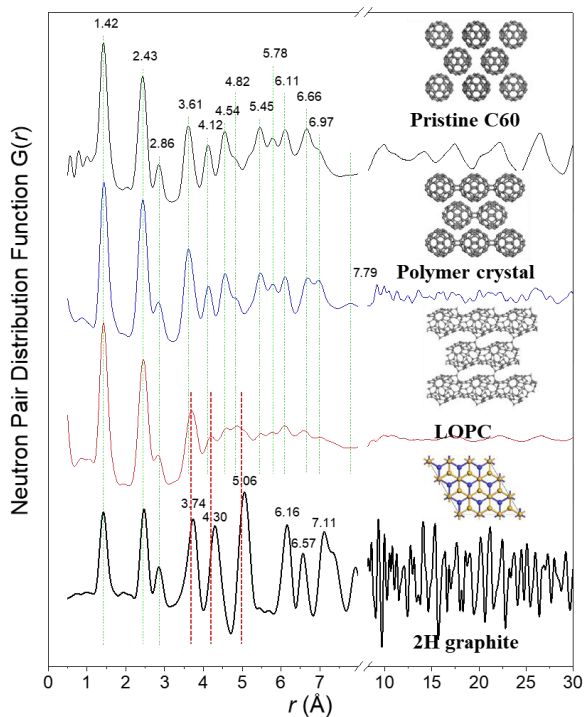 1.42
2.43
2.86
3.61
4.12
4.54
4.82
5.45
5.78
6.11
6.66
6.97
Pristine C60
Polymer crystal
7.79
LOPC
3.74
4.30
5.06
6.16
6.57
7.11
2H graphite
Neutron Pair Distribution Function G(r)
0 1 2 3 4 5 6 7 10 15 20 25 30
r (Å)